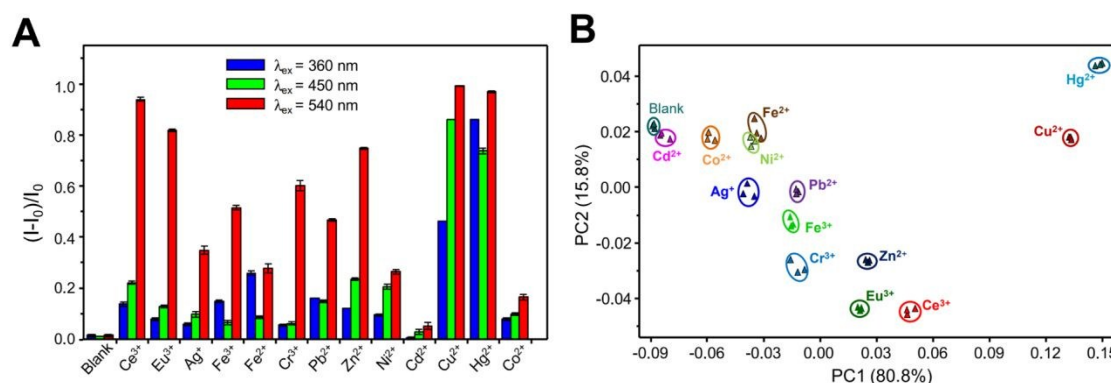 A
λex = 360 nm
λex = 450 nm
λex = 540 nm
(I-I0)/I0
1.0
0.8
0.6
0.4
0.2
0.0
Blank Ce3+ Eu3+ Ag+ Fe3+ Fe2+ Cr3+ Pb2+ Zn2+ Ni2+ Cd2+ Cu2+ Hg2+ Co2+
B
PC2 (15.8%)
0.04
0.02
0.00
-0.02
-0.04
Hg2+
Blank
Fe2+
Cu2+
Cd2+
Co2+
Ni2+
Ag+
Pb2+
Fe3+
Cr3+
Zn2+
Eu3+
Ce3+
-0.09 -0.06 -0.03 0.00 0.03 0.06 0.09 0.12 0.15
PC1 (80.8%)